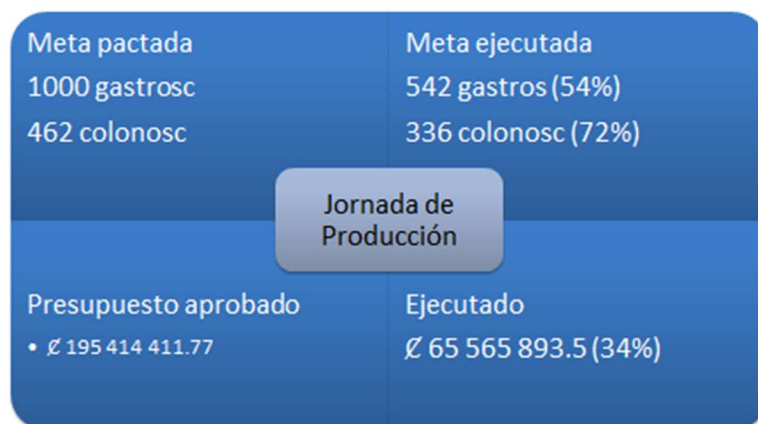 Meta pactada
1000 gastrosc
462 colonosc
Meta ejecutada
542 gastros (54%)
336 colonosc (72%)
Jornada de
Producción
Presupuesto aprobado
• ₡ 195 414 411.77
Ejecutado
₡ 65 565 893.5 (34%)